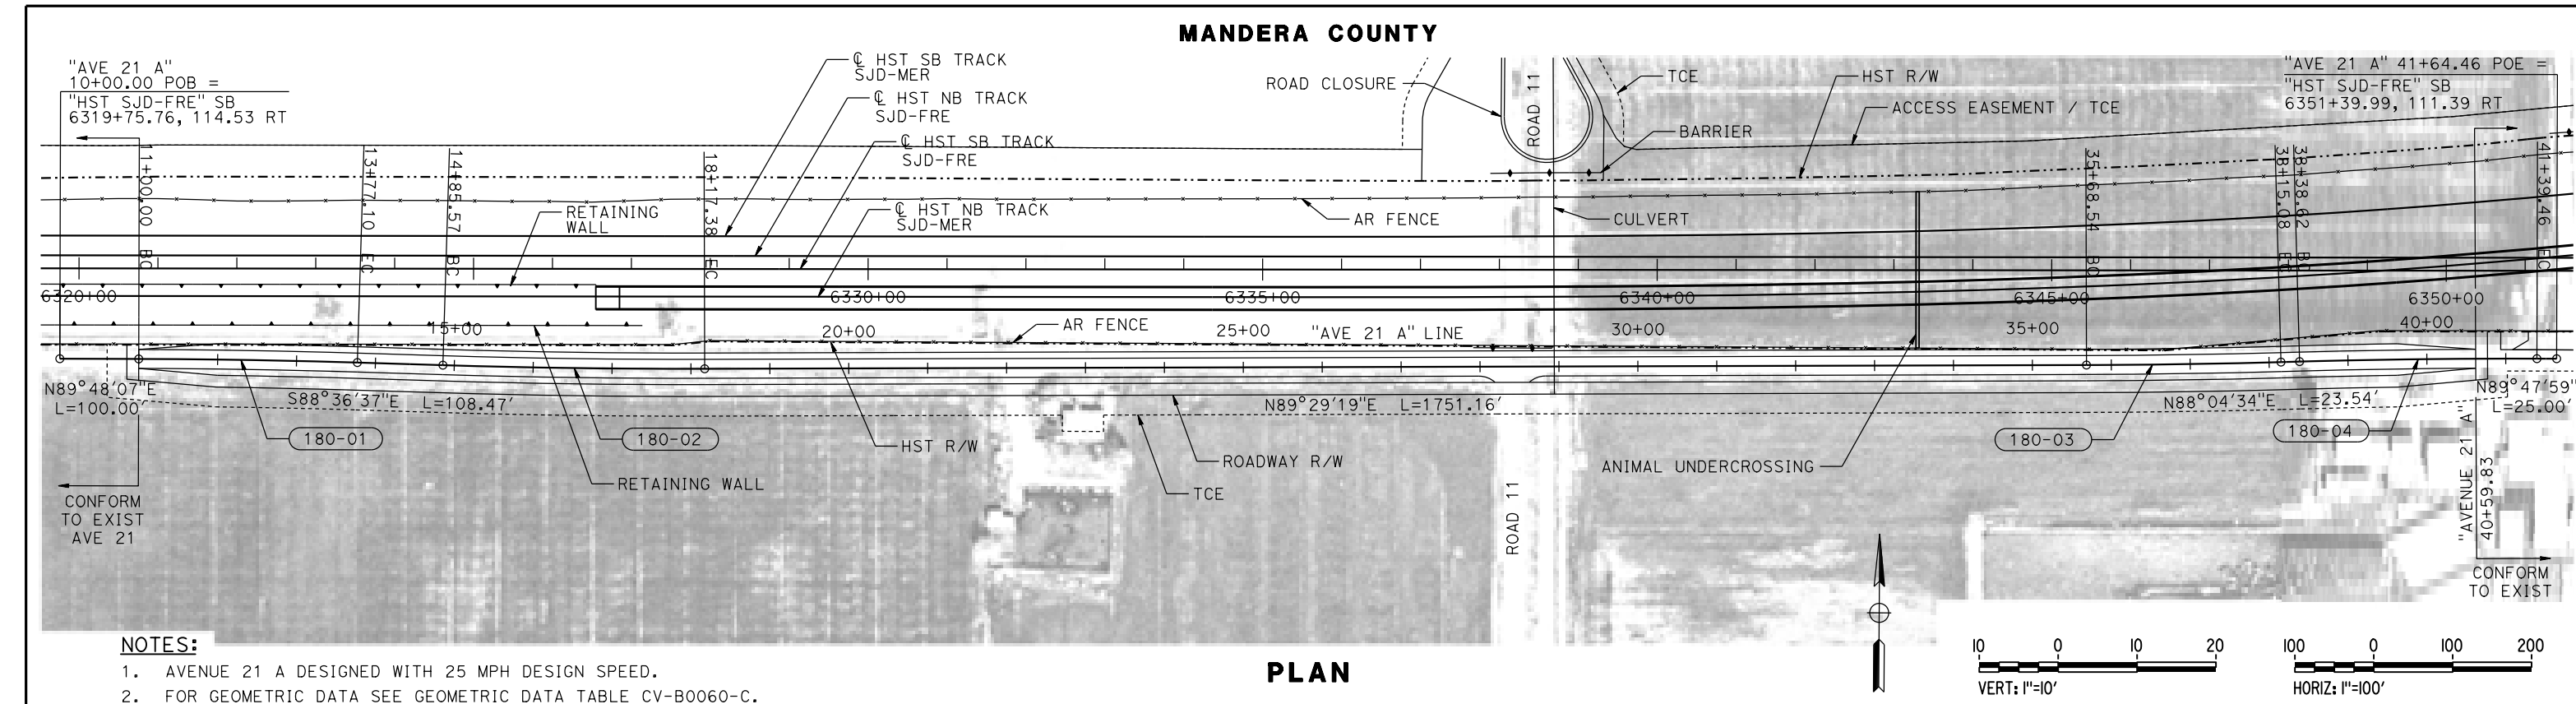 MANDERA COUNTY
"AVE 21 A"
10+00.00 POB =
"HST SJD-FRE" SB
6319+75.76, 114.53 RT
℄ HST SB TRACK
SJD-MER
℄ HST NB TRACK
SJD-FRE
℄ HST SB TRACK
SJD-FRE
℄ HST NB TRACK
SJD-MER
ROAD CLOSURE
ROAD 11
TCE
HST R/W
ACCESS EASEMENT / TCE
BARRIER
"AVE 21 A" 41+64.46 POE =
"HST SJD-FRE" SB
6351+39.99, 111.39 RT
11+00.00 BC
13+77.10 EC
14+85.57 BC
18+17.38 EC
35+68.54 BC
38+15.08 EC
38+38.62 BC
41+39.46 EC
RETAINING
WALL
AR FENCE
CULVERT
6320+00
6330+00
6335+00
6340+00
6345+00
6350+00
15+00
20+00
AR FENCE
25+00
"AVE 21 A" LINE
30+00
35+00
40+00
N89°48'07"E
L=100.00'
S88°36'37"E L=108.47'
N89°29'19"E L=1751.16'
N88°04'34"E L=23.54'
N89°47'59"
L=25.00'
180-01
180-02
180-03
180-04
HST R/W
ROADWAY R/W
ANIMAL UNDERCROSSING
RETAINING WALL
TCE
ROAD 11
"AVENUE 21 A"
40+59.83
CONFORM
TO EXIST
AVE 21
CONFORM
TO EXIST
NOTES:
1. AVENUE 21 A DESIGNED WITH 25 MPH DESIGN SPEED.
2. FOR GEOMETRIC DATA SEE GEOMETRIC DATA TABLE CV-B0060-C.
PLAN
10 0 10 20
VERT: 1"=10'
100 0 100 200
HORIZ: 1"=100'